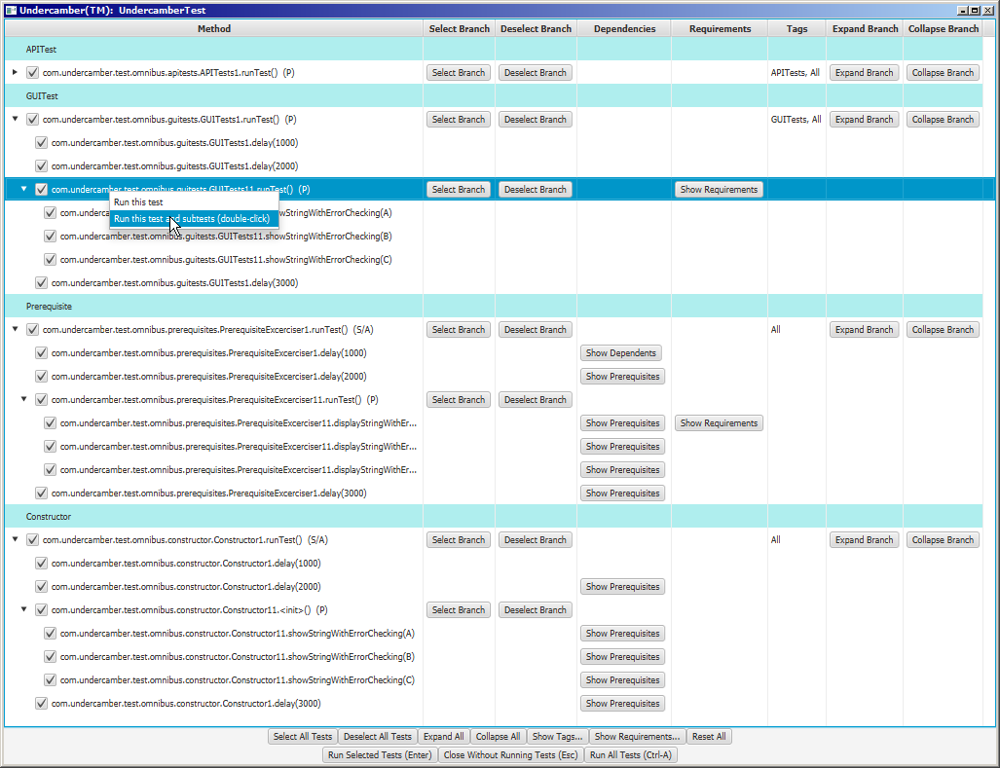 Undercamber(TM): UndercamberTest
Method Select Branch Deselect Branch Dependencies Requirements Tags Expand Branch Collapse Branch
APITest
com.undercamber.test.omnibus.apitests.APITests1.runTest() (P) Select Branch Deselect Branch APITests, All Expand Branch Collapse Branch
GUITest
com.undercamber.test.omnibus.guitests.GUITests1.runTest() (P) Select Branch Deselect Branch GUITests, All Expand Branch Collapse Branch
com.undercamber.test.omnibus.guitests.GUITests1.delay(1000)
com.undercamber.test.omnibus.guitests.GUITests1.delay(2000)
com.undercamber.test.omnibus.guitests.GUITests11.runTest() (P) Select Branch Deselect Branch Show Requirements
Run this test
com.underc howStringWithErrorChecking(A)
Run this test and subtests (double-click)
com.undercamber.test.omnibus.guitests.GUITests11.showStringWithErrorChecking(B)
com.undercamber.test.omnibus.guitests.GUITests11.showStringWithErrorChecking(C)
com.undercamber.test.omnibus.guitests.GUITests1.delay(3000)
Prerequisite
com.undercamber.test.omnibus.prerequisites.PrerequisiteExcerciser1.runTest() (S/A) Select Branch Deselect Branch All Expand Branch Collapse Branch
com.undercamber.test.omnibus.prerequisites.PrerequisiteExcerciser1.delay(1000) Show Dependents
com.undercamber.test.omnibus.prerequisites.PrerequisiteExcerciser1.delay(2000) Show Prerequisites
com.undercamber.test.omnibus.prerequisites.PrerequisiteExcerciser11.runTest() (P) Select Branch Deselect Branch
com.undercamber.test.omnibus.prerequisites.PrerequisiteExcerciser11.displayStringWithEr... Show Prerequisites Show Requirements
com.undercamber.test.omnibus.prerequisites.PrerequisiteExcerciser11.displayStringWithEr... Show Prerequisites
com.undercamber.test.omnibus.prerequisites.PrerequisiteExcerciser11.displayStringWithEr... Show Prerequisites
com.undercamber.test.omnibus.prerequisites.PrerequisiteExcerciser1.delay(3000) Show Prerequisites
Constructor
com.undercamber.test.omnibus.constructor.Constructor1.runTest() (S/A) Select Branch Deselect Branch All Expand Branch Collapse Branch
com.undercamber.test.omnibus.constructor.Constructor1.delay(1000)
com.undercamber.test.omnibus.constructor.Constructor1.delay(2000) Show Prerequisites
com.undercamber.test.omnibus.constructor.Constructor11.<init>() (P) Select Branch Deselect Branch
com.undercamber.test.omnibus.constructor.Constructor11.showStringWithErrorChecking(A) Show Prerequisites
com.undercamber.test.omnibus.constructor.Constructor11.showStringWithErrorChecking(B) Show Prerequisites
com.undercamber.test.omnibus.constructor.Constructor11.showStringWithErrorChecking(C) Show Prerequisites
com.undercamber.test.omnibus.constructor.Constructor1.delay(3000) Show Prerequisites
Select All Tests Deselect All Tests Expand All Collapse All Show Tags... Show Requirements... Reset All
Run Selected Tests (Enter) Close Without Running Tests (Esc) Run All Tests (Ctrl-A)